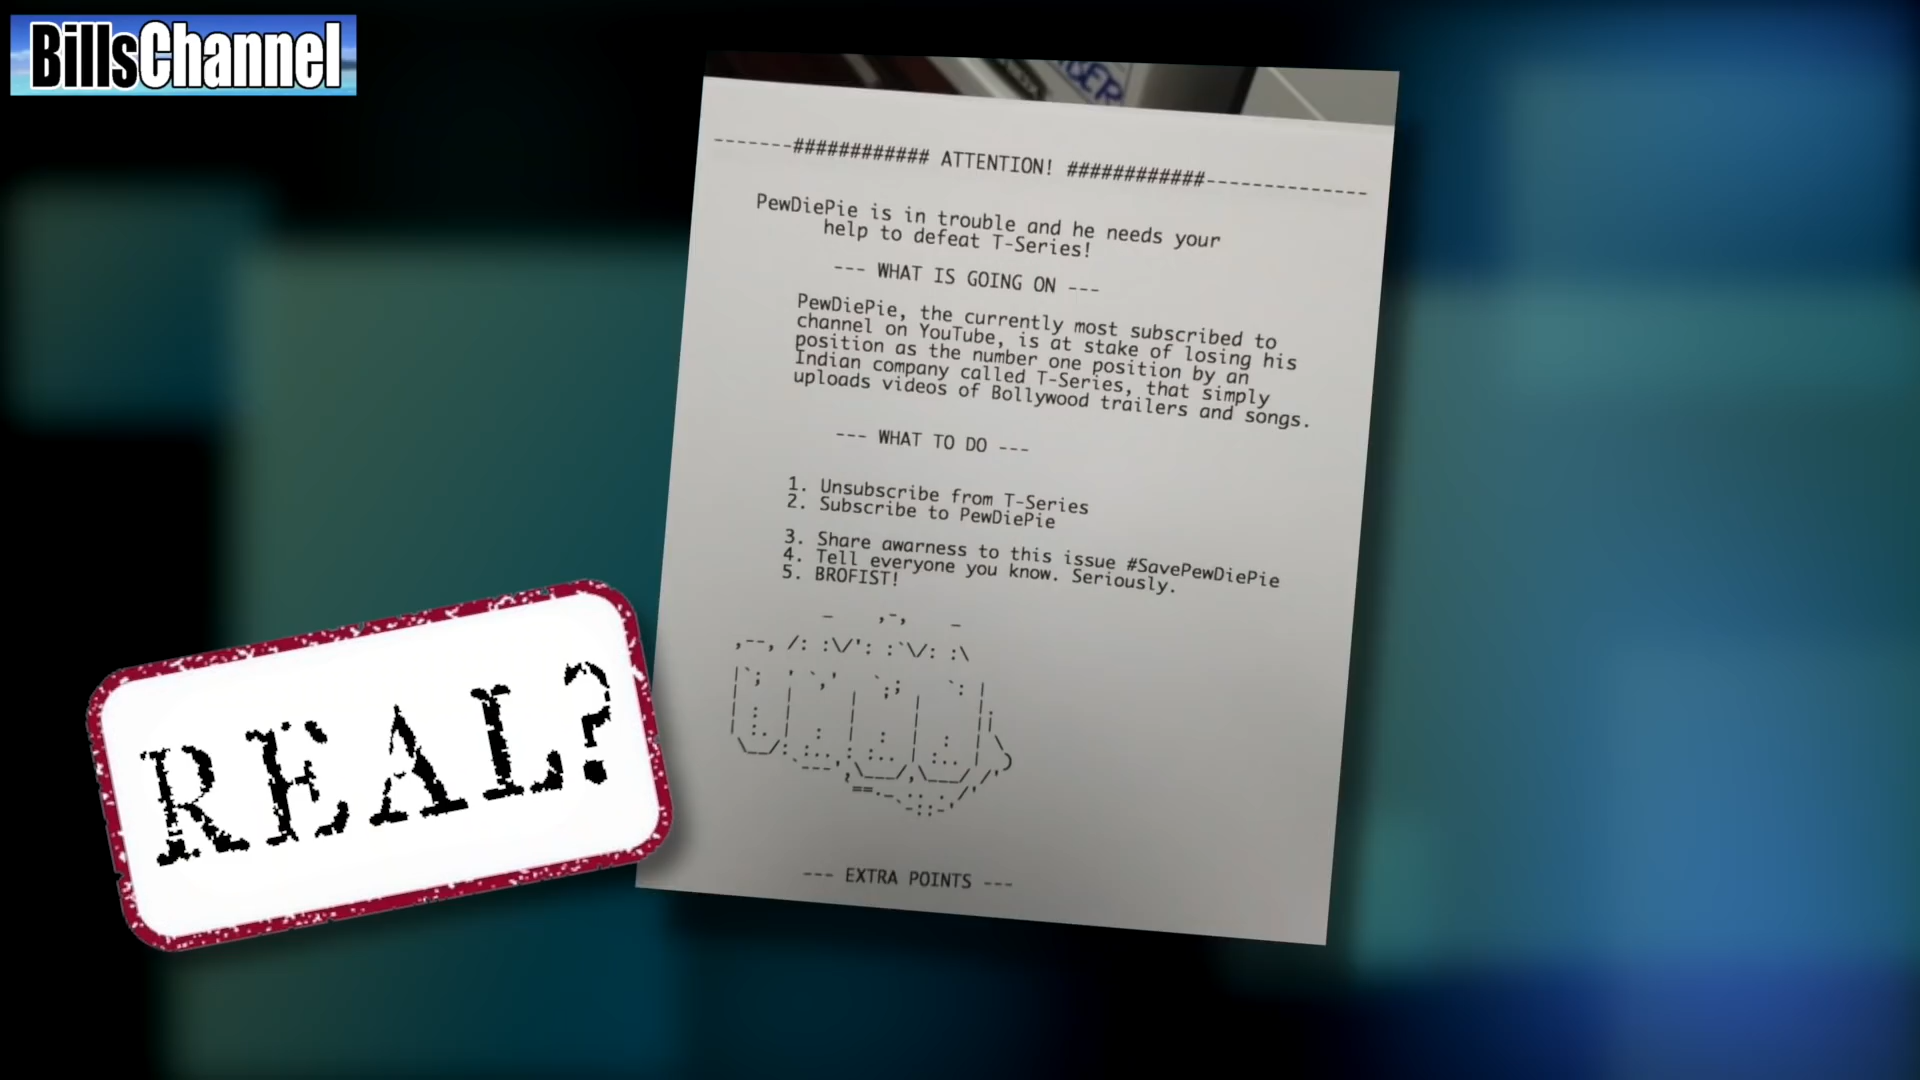 BillsChannel
-------############ ATTENTION! ############--------------
PewDiePie is in trouble and he needs your
help to defeat T-Series!
--- WHAT IS GOING ON ---
PewDiePie, the currently most subscribed to
channel on YouTube, is at stake of losing his
position as the number one position by an
Indian company called T-Series, that simply
uploads videos of Bollywood trailers and songs.
--- WHAT TO DO ---
1. Unsubscribe from T-Series
2. Subscribe to PewDiePie
3. Share awarness to this issue #SavePewDiePie
4. Tell everyone you know. Seriously.
5. BROFIST!
--- EXTRA POINTS ---
REAL?